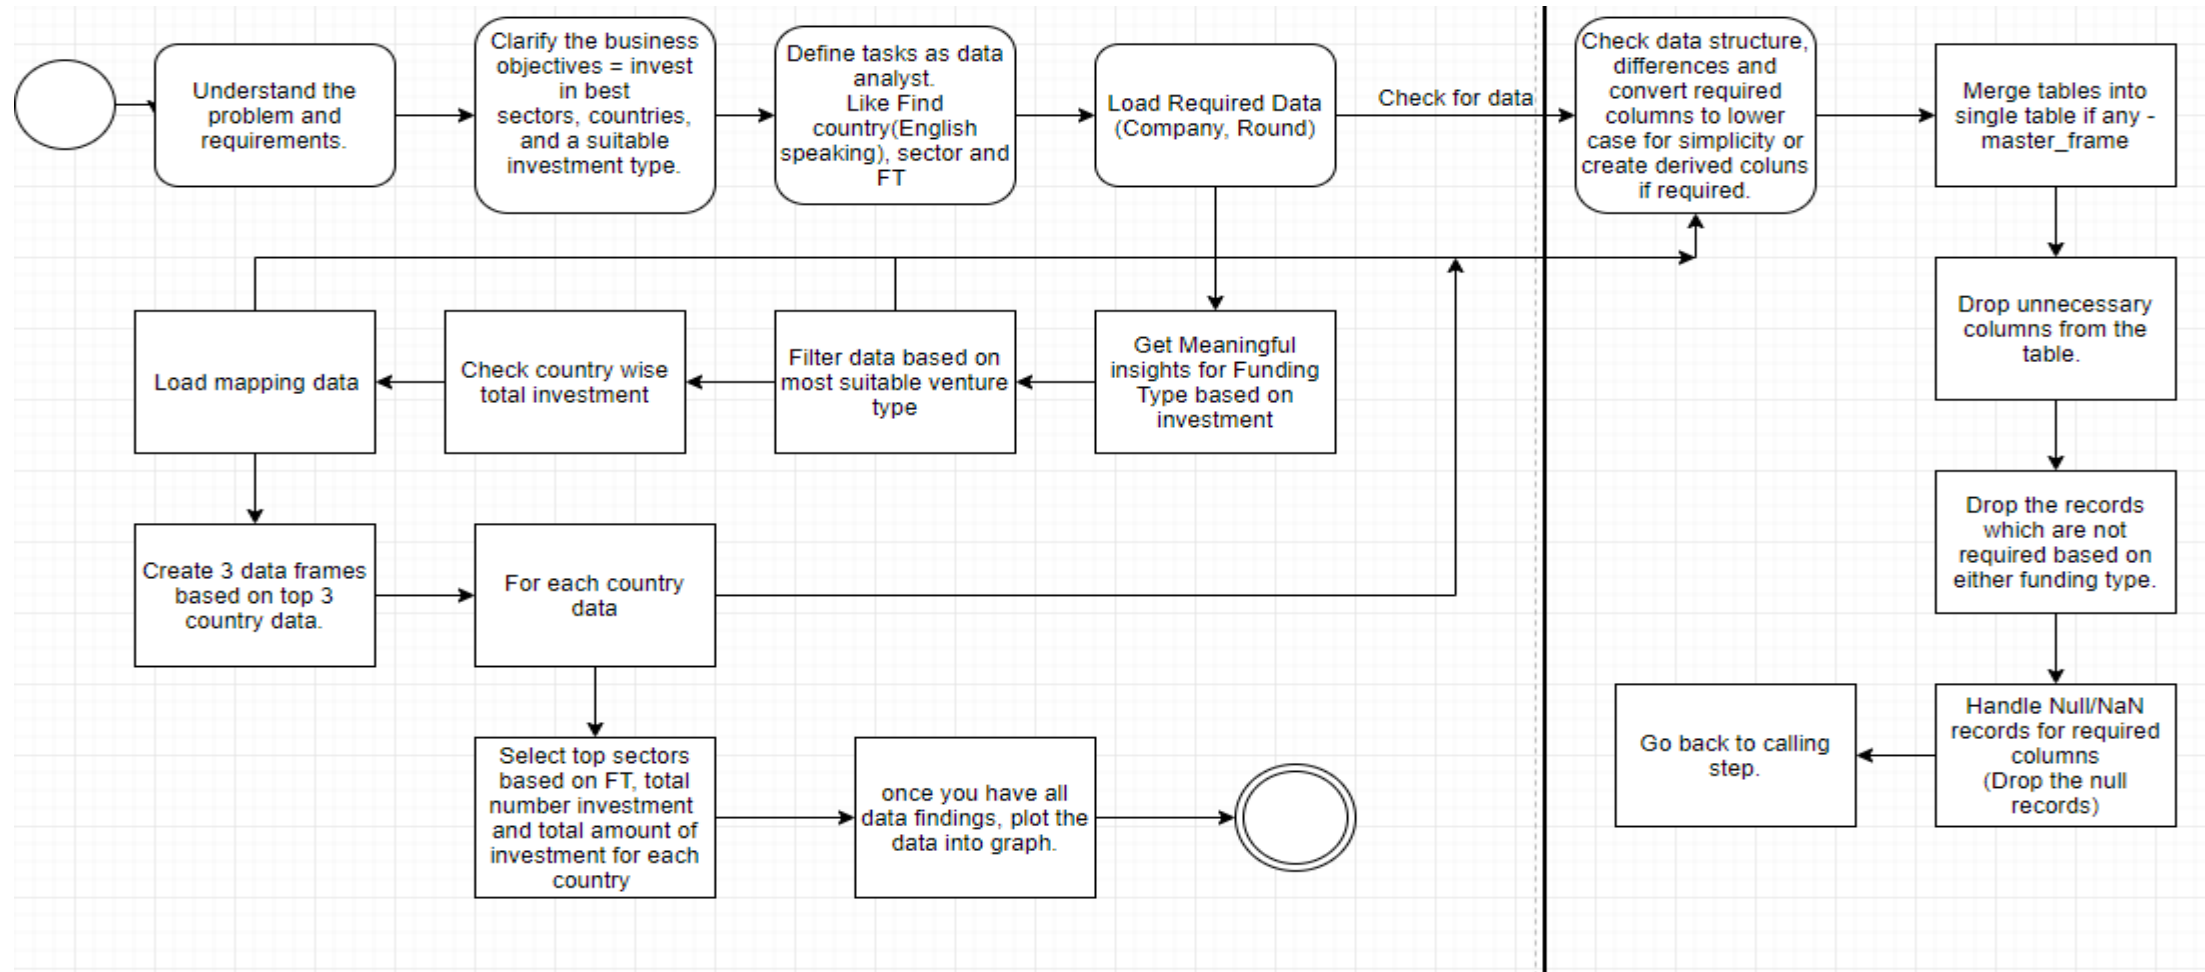 Understand the
problem and
requirements.
Clarify the business
objectives = invest
in best
sectors, countries,
and a suitable
investment type.
Define tasks as data
analyst.
Like Find
country(English
speaking), sector and
FT
Load Required Data
(Company, Round)
Check for data
Check data structure,
differences and
convert required
columns to lower
case for simplicity or
create derived coluns
if required.
Merge tables into
single table if any -
master_frame
Load mapping data
Check country wise
total investment
Filter data based on
most suitable venture
type
Get Meaningful
insights for Funding
Type based on
investment
Drop unnecessary
columns from the
table.
Create 3 data frames
based on top 3
country data.
For each country
data
Drop the records
which are not
required based on
either funding type.
Select top sectors
based on FT, total
number investment
and total amount of
investment for each
country
once you have all
data findings, plot the
data into graph.
Go back to calling
step.
Handle Null/NaN
records for required
columns
(Drop the null
records)